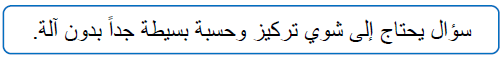 سؤال يحتاج إلى شوي تركيز وحسبة بسيطة جداً بدون آلة.